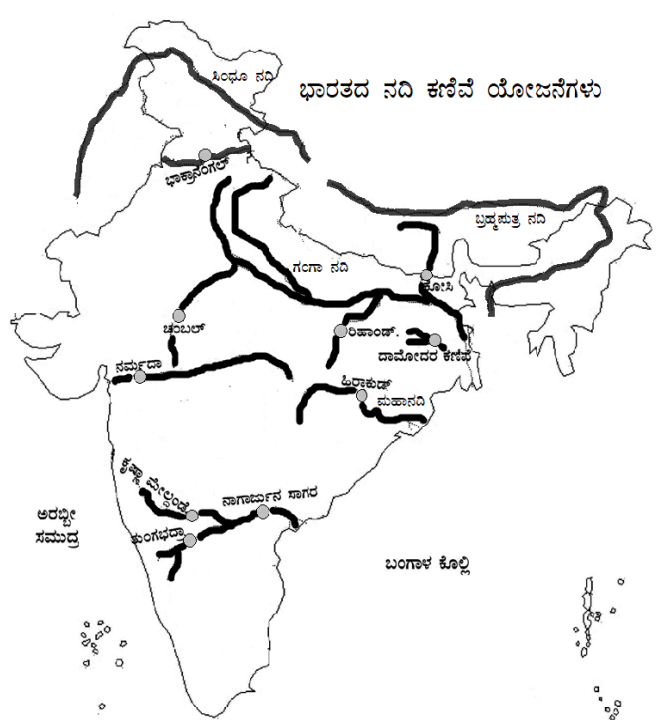 ಸಿಂಧೂ ನದಿ
ಭಾರತದ ನದಿ ಕಣಿವೆ ಯೋಜನೆಗಳು
ಭಾಕ್ರಾನಂಗಲ್
ಬ್ರಹ್ಮಪುತ್ರ ನದಿ
ಗಂಗಾ ನದಿ
ಕೋಸಿ
ಚಂಬಲ್
ರಿಹಾಂಡ್.
ದಾಮೋದರ ಕಣಿವೆ
ನರ್ಮದಾ
ಹಿರಾಕುಡ್
ಮಹಾನದಿ
ಕೃಷ್ಣಾ ಮೇಲ್ದಂಡೆ
ನಾಗಾರ್ಜುನ ಸಾಗರ
ತುಂಗಭದ್ರಾ
ಅರಬ್ಬೀ
ಸಮುದ್ರ
ಬಂಗಾಳ ಕೊಲ್ಲಿ